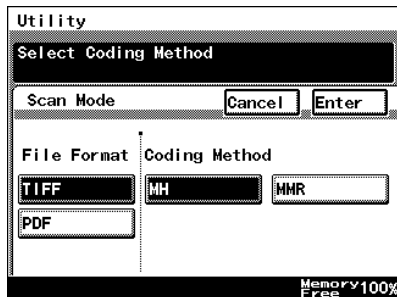 Utility
Select Coding Method
Scan Mode Cancel Enter
File Format Coding Method
TIFF MH MMR
PDF
Memory Free 100%